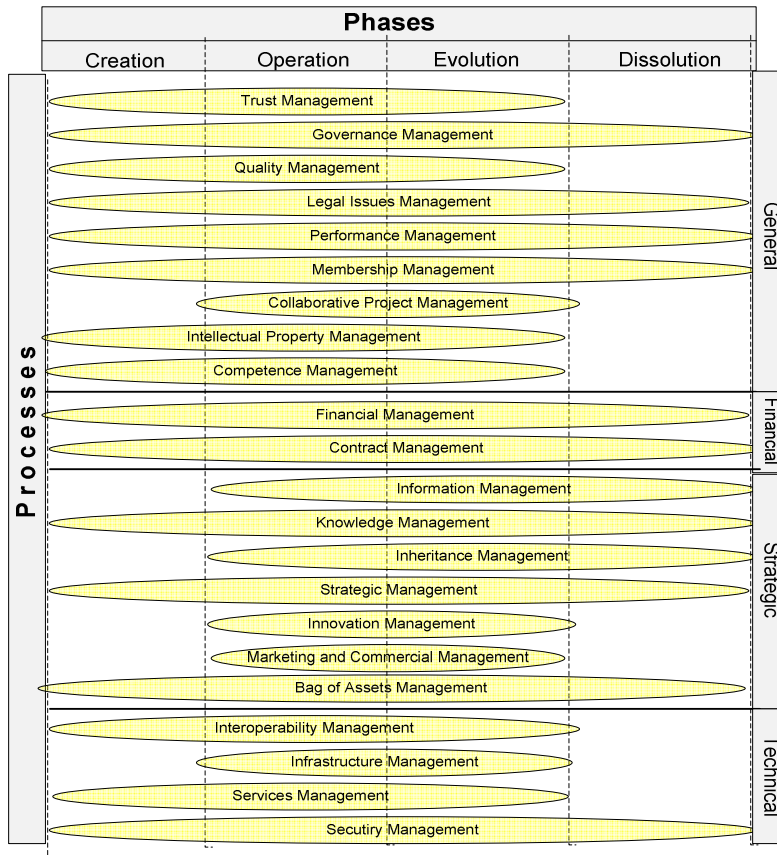 Phases
Creation Operation Evolution Dissolution
Processes
General
Trust Management
Governance Management
Quality Management
Legal Issues Management
Performance Management
Membership Management
Collaborative Project Management
Intellectual Property Management
Competence Management
Financial
Financial Management
Contract Management
Strategic
Information Management
Knowledge Management
Inheritance Management
Strategic Management
Innovation Management
Marketing and Commercial Management
Bag of Assets Management
Technical
Interoperability Management
Infrastructure Management
Services Management
Secutiry Management